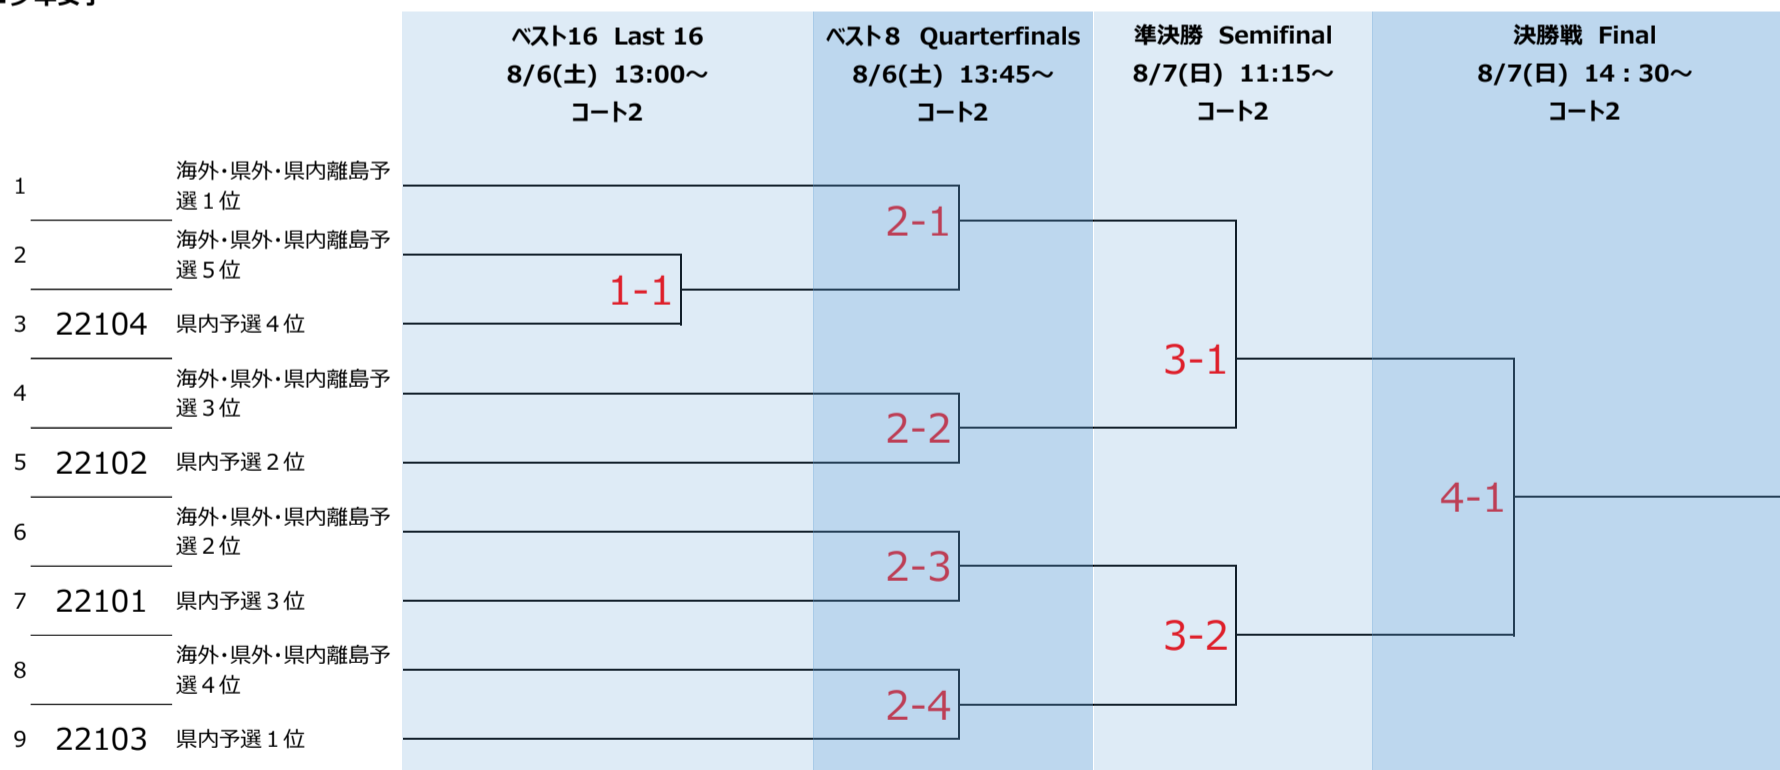 ベスト16 Last 16
8/6(土) 13:00～
コート2
ベスト8 Quarterfinals
8/6(土) 13:45～
コート2
準決勝 Semifinal
8/7(日) 11:15～
コート2
決勝戦 Final
8/7(日) 14：30～
コート2
1 海外・県外・県内離島予
選１位
2 海外・県外・県内離島予
選５位
3 22104 県内予選４位
4 海外・県外・県内離島予
選３位
5 22102 県内予選２位
6 海外・県外・県内離島予
選２位
7 22101 県内予選３位
8 海外・県外・県内離島予
選４位
9 22103 県内予選１位
1-1
2-1
2-2
2-3
2-4
3-1
3-2
4-1